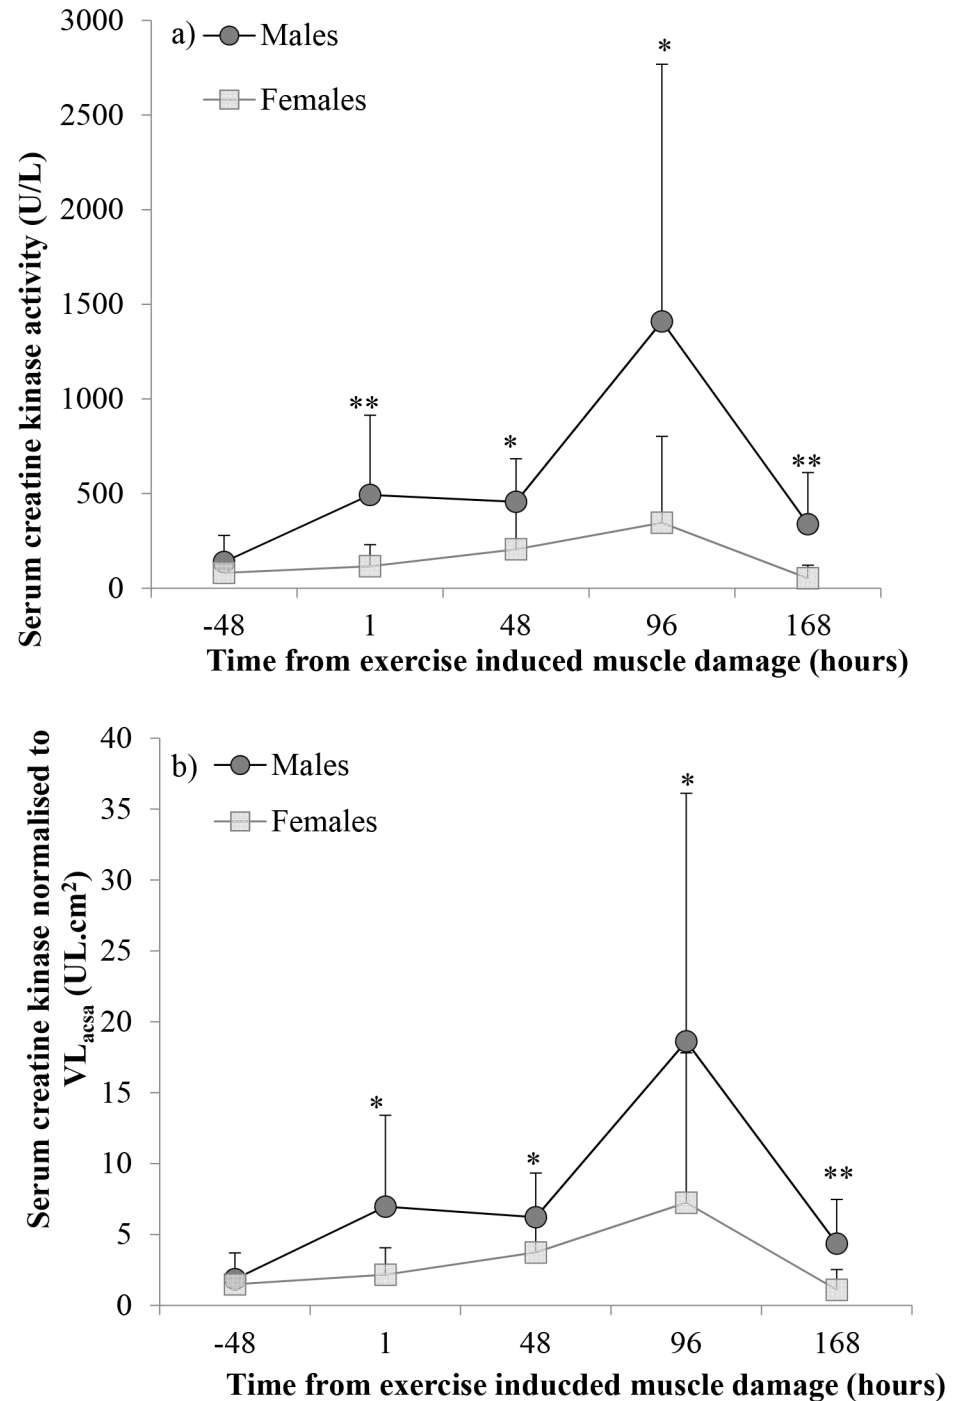 3000
a) Males
Females
2500
2000
1500
1000
500
0
*
**
*
**
Serum creatine kinase activity (U/L)
-48 1 48 96 168
Time from exercise induced muscle damage (hours)
40
b) Males
Females
35
30
25
20
15
10
5
0
*
*
*
**
Serum creatine kinase normalised to
VLacsa (UL.cm²)
-48 1 48 96 168
Time from exercise inducded muscle damage (hours)